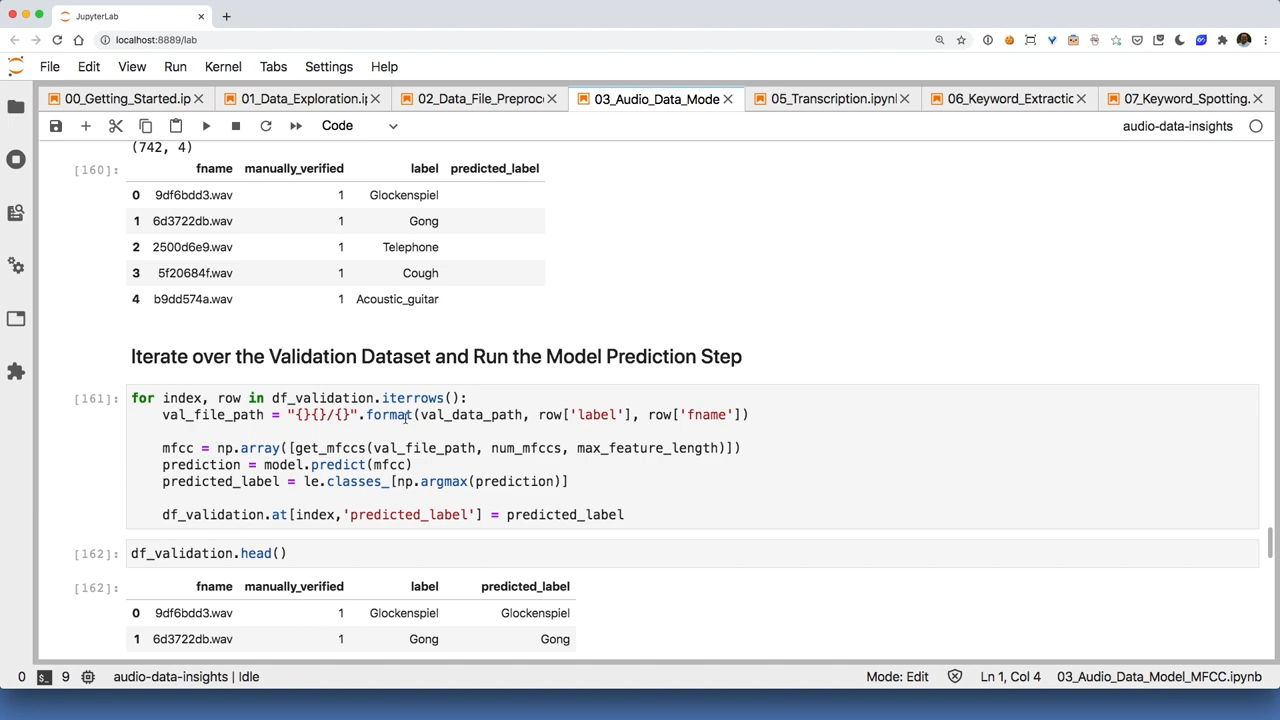 JupyterLab
localhost:8889/lab
File Edit View Run Kernel Tabs Settings Help
00_Getting_Started.ip 01_Data_Exploration.i 02_Data_File_Preproc 03_Audio_Data_Mode 05_Transcription.ipynl 06_Keyword_Extractic 07_Keyword_Spotting.
Code audio-data-insights
(742, 4)
[160]: fname manually_verified label predicted_label
0 9df6bdd3.wav 1 Glockenspiel
1 6d3722db.wav 1 Gong
2 2500d6e9.wav 1 Telephone
3 5f20684f.wav 1 Cough
4 b9dd574a.wav 1 Acoustic_guitar
Iterate over the Validation Dataset and Run the Model Prediction Step
[161]: for index, row in df_validation.iterrows():
val_file_path = "{}{}/{}".format(val_data_path, row['label'], row['fname'])
mfcc = np.array([get_mfccs(val_file_path, num_mfccs, max_feature_length)])
prediction = model.predict(mfcc)
predicted_label = le.classes_[np.argmax(prediction)]
df_validation.at[index,'predicted_label'] = predicted_label
[162]: df_validation.head()
[162]: fname manually_verified label predicted_label
0 9df6bdd3.wav 1 Glockenspiel Glockenspiel
1 6d3722db.wav 1 Gong Gong
0 $_ 9 audio-data-insights | Idle Mode: Edit Ln 1, Col 4 03_Audio_Data_Model_MFCC.ipynb